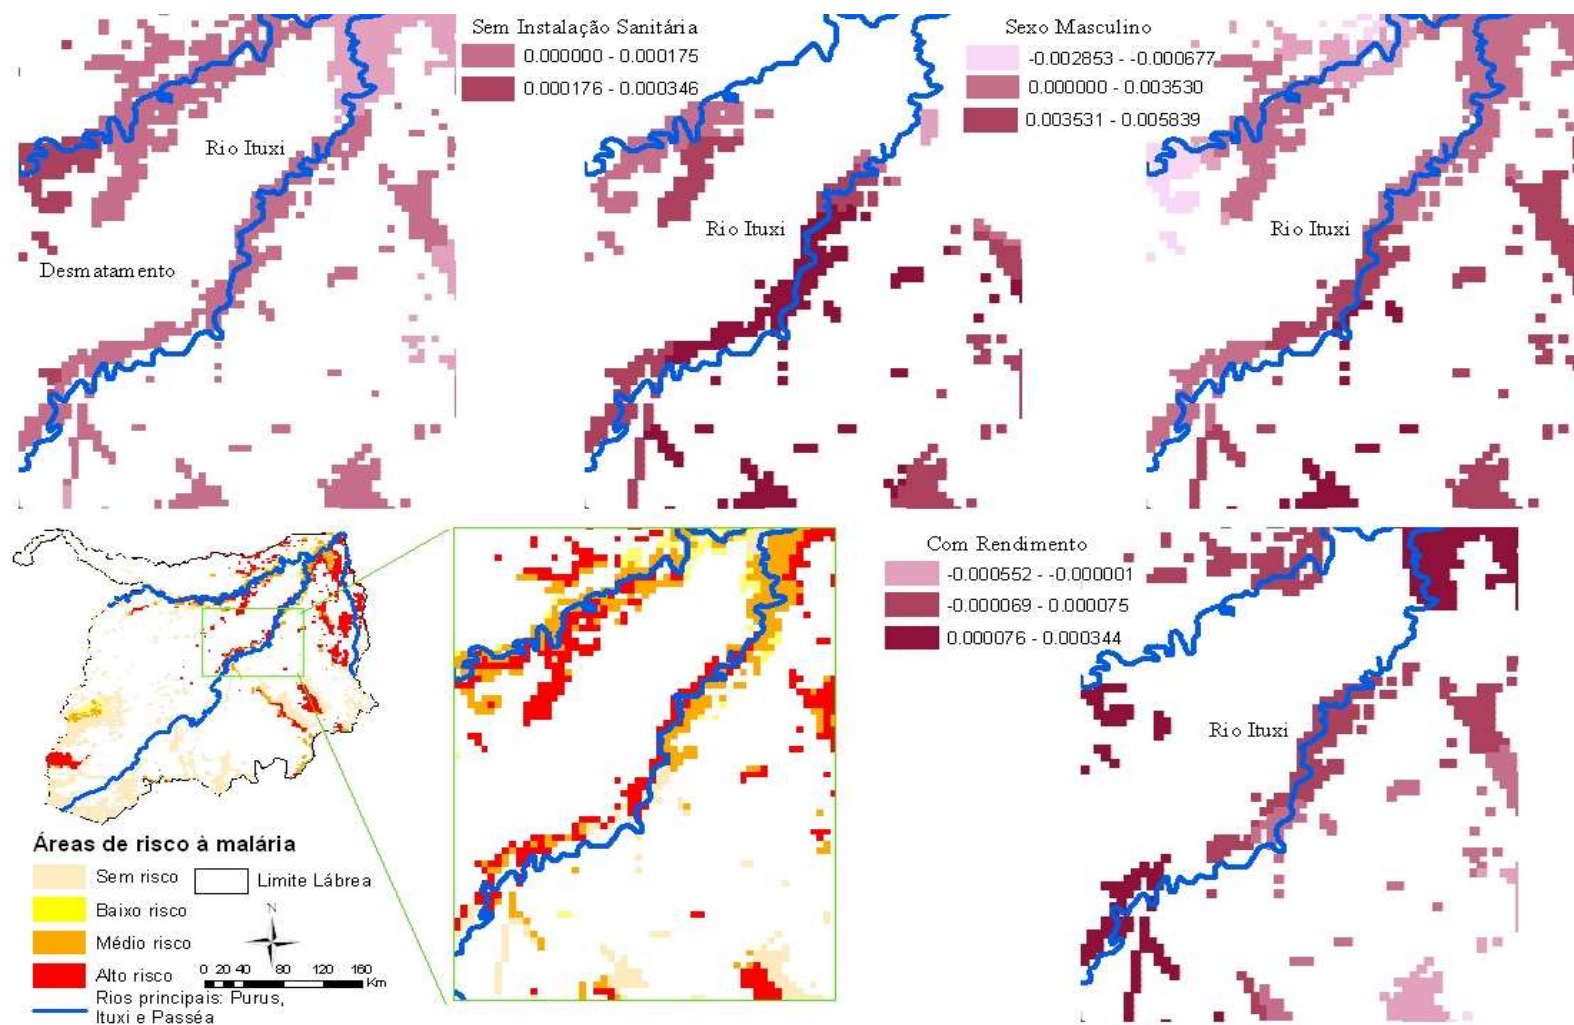 Sem Instalação Sanitária
0.000000 - 0.000175
0.000176 - 0.000346
Sexo Masculino
-0.002853 - -0.000677
0.000000 - 0.003530
0.003531 - 0.005839
Rio Ituxi
Rio Ituxi
Rio Ituxi
Desmatamento
Com Rendimento
-0.000552 - -0.000001
-0.000069 - 0.000075
0.000076 - 0.000344
Rio Ituxi
Áreas de risco à malária
Sem risco
Limite Lábrea
Baixo risco
N
Médio risco
Alto risco
0 20 40 80 120 160
Km
Rios principais: Purus,
Ituxi e Passéa